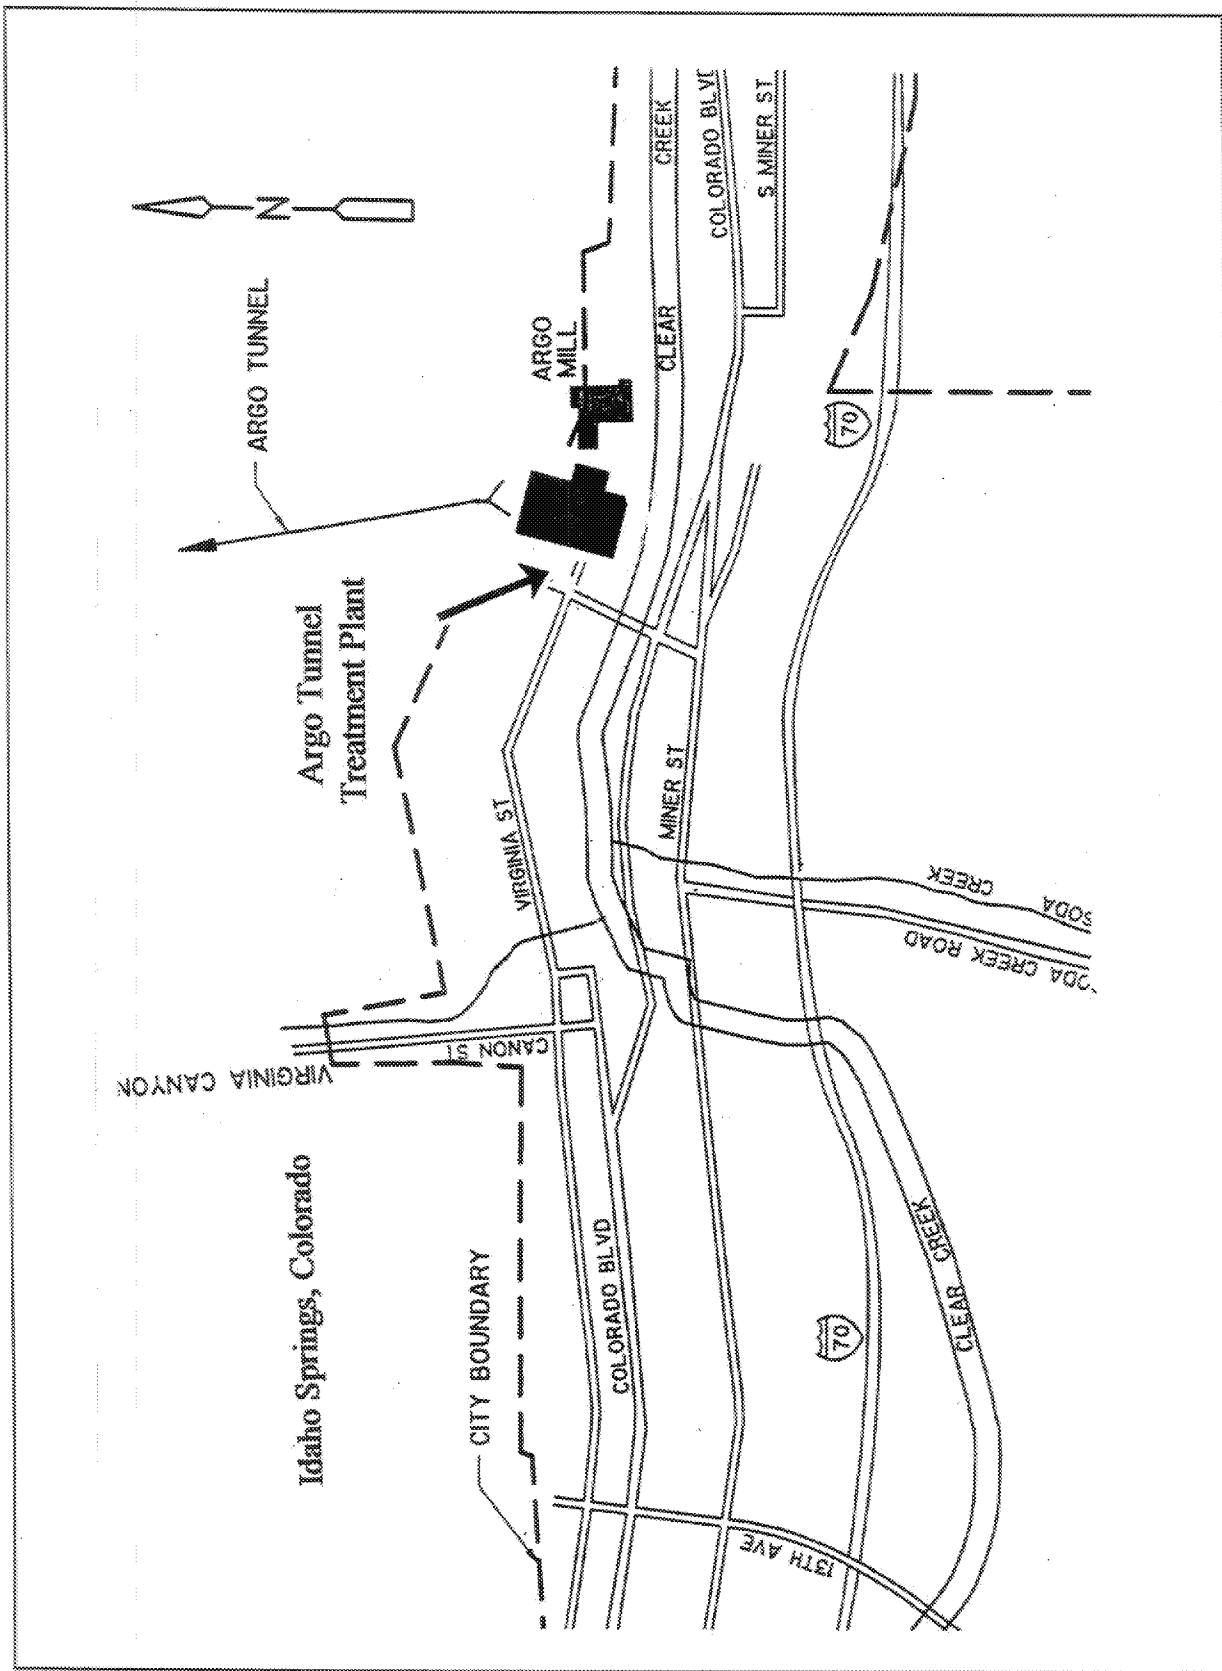 Idaho Springs, Colorado
Argo Tunnel
Treatment Plant
ARGO TUNNEL
N
ARGO
MILL
CITY BOUNDARY
VIRGINIA CANYON
CANON ST
VIRGINIA ST
COLORADO BLVD
MINER ST
CLEAR
CREEK
COLORADO BLVD
S MINER ST
13TH AVE
70
70
CLEAR CREEK
SODA
CREEK
ODA CREEK ROAD